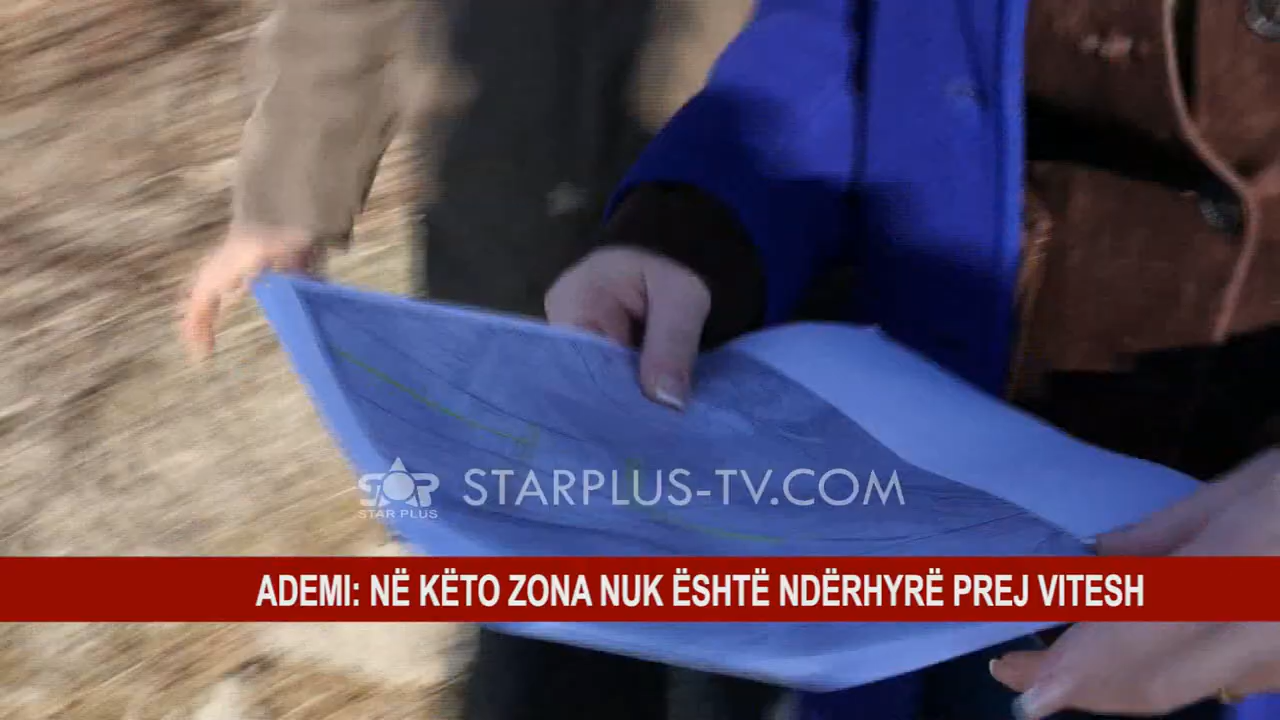 STARPLUS-TV.COM
STAR PLUS
ADEMI: NË KËTO ZONA NUK ËSHTË NDËRHYRË PREJ VITESH